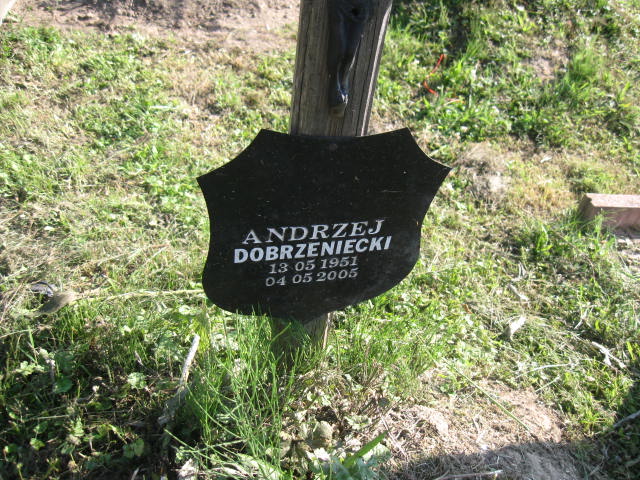 ANDRZEJ
DOBRZENIECKI
13 05 1951
04 05 2005